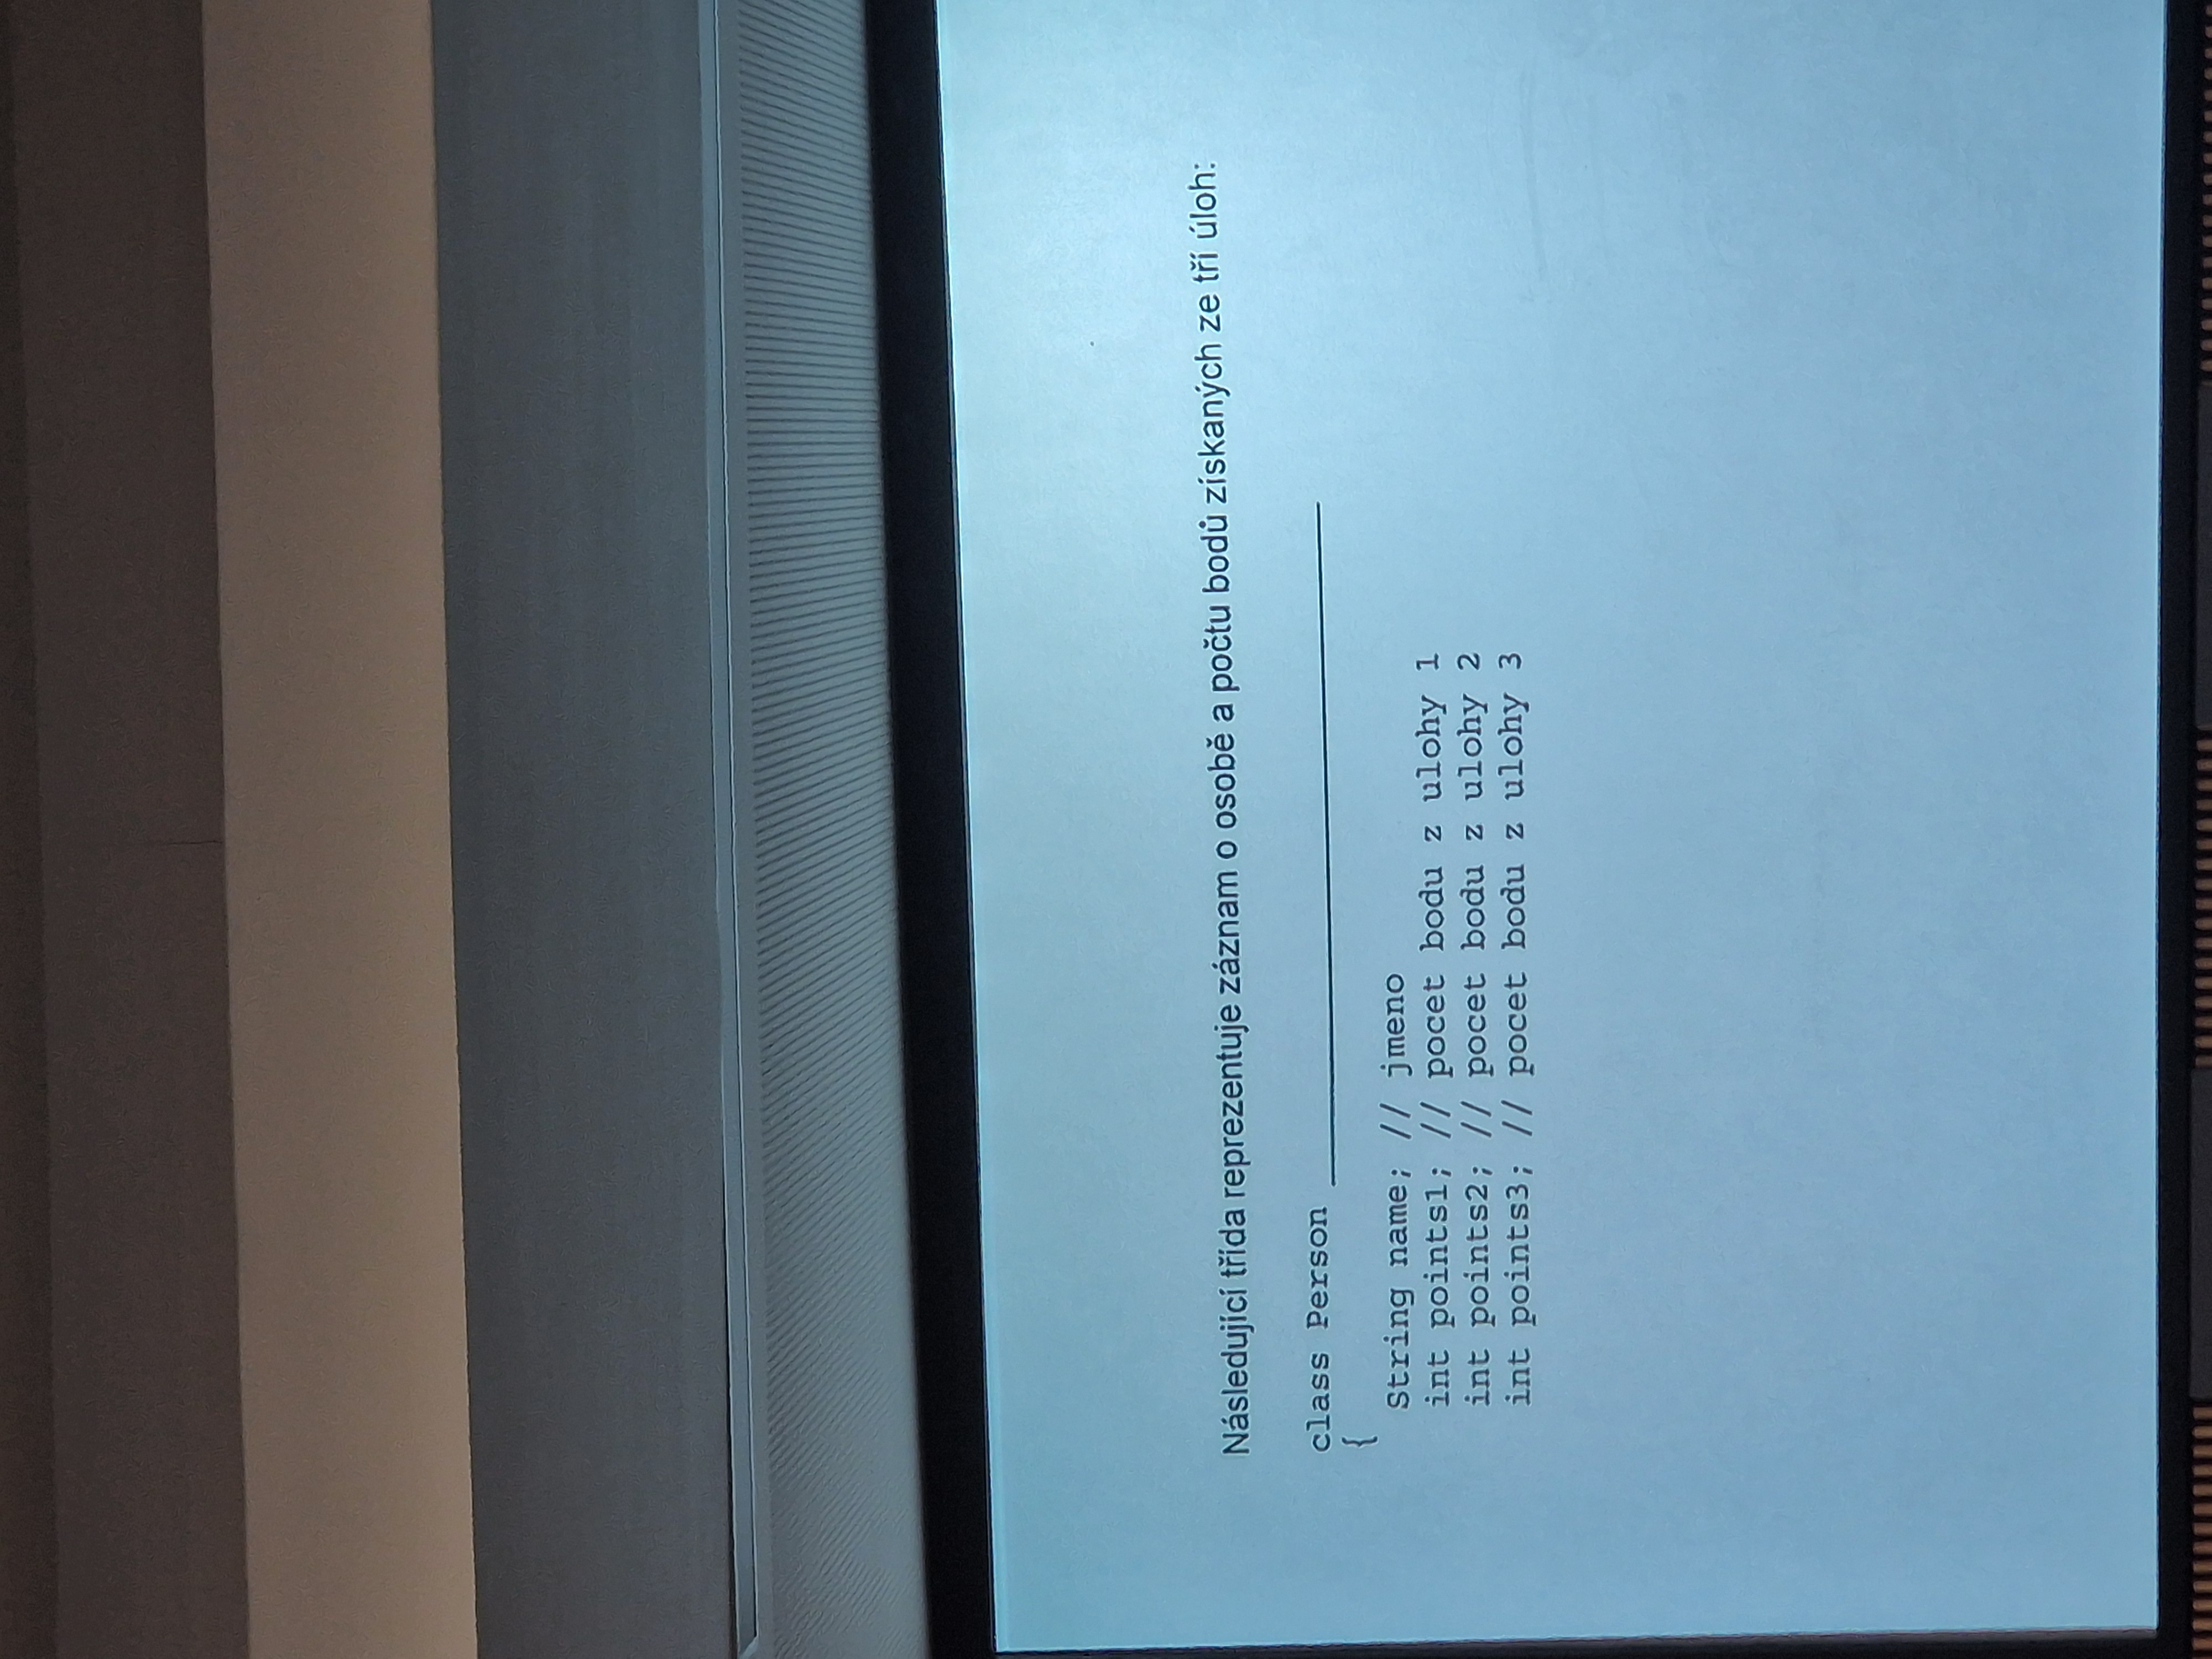 Následující třída reprezentuje záznam o osobě a počtu bodů získaných ze tří úloh:
class Person ________________________
{
String name; // jmeno
int points1; // pocet bodu z ulohy 1
int points2; // pocet bodu z ulohy 2
int points3; // pocet bodu z ulohy 3